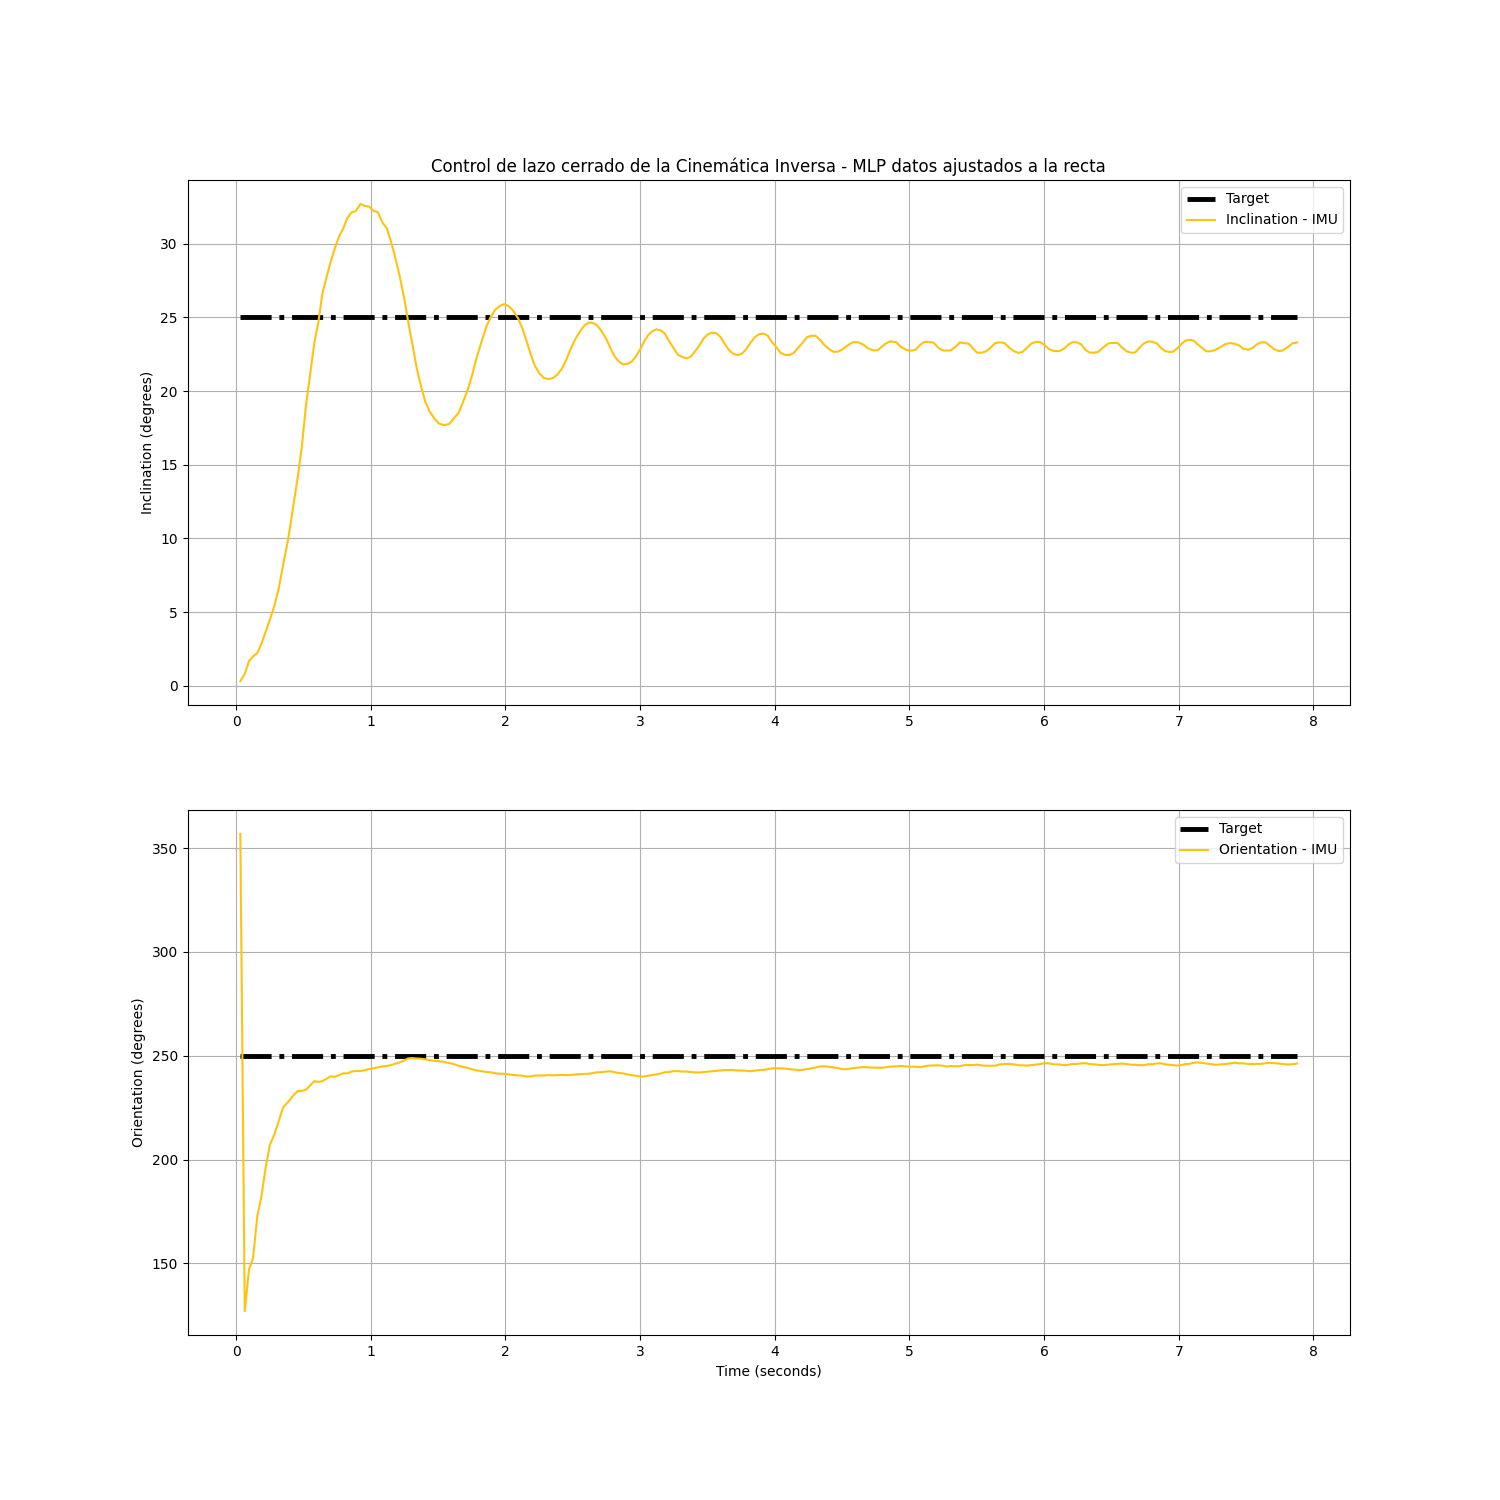 Control de lazo cerrado de la Cinemática Inversa - MLP datos ajustados a la recta
Target
Inclination - IMU
Inclination (degrees)
30
25
20
15
10
5
0
0 1 2 3 4 5 6 7 8
Target
Orientation - IMU
Orientation (degrees)
350
300
250
200
150
0 1 2 3 4 5 6 7 8
Time (seconds)